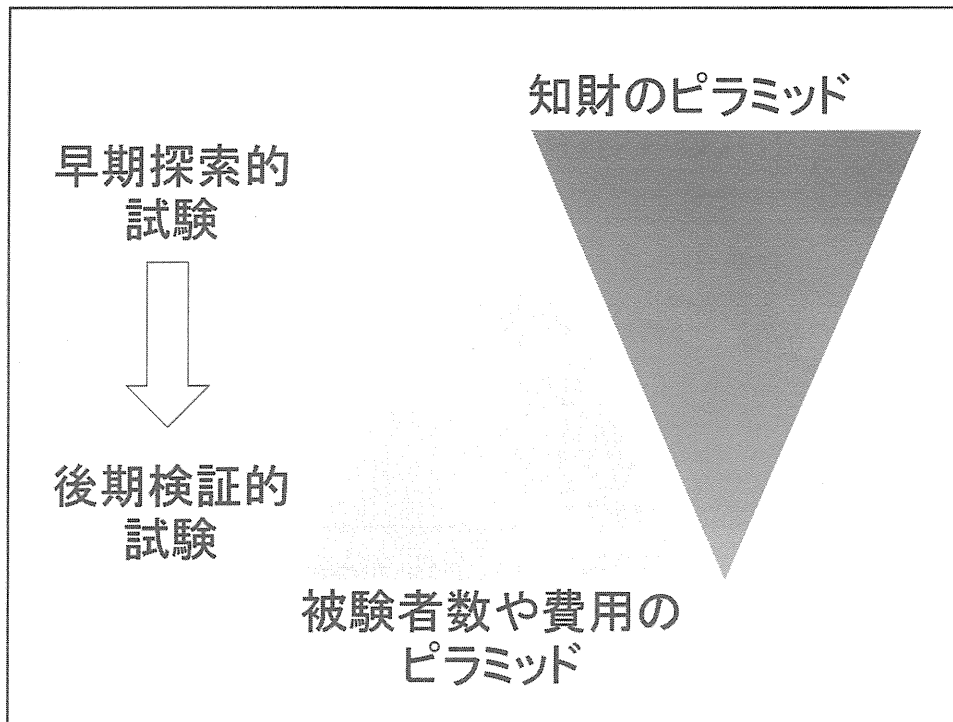 知財のピラミッド
早期探索的
試験
後期検証的
試験
被験者数や費用の
ピラミッド